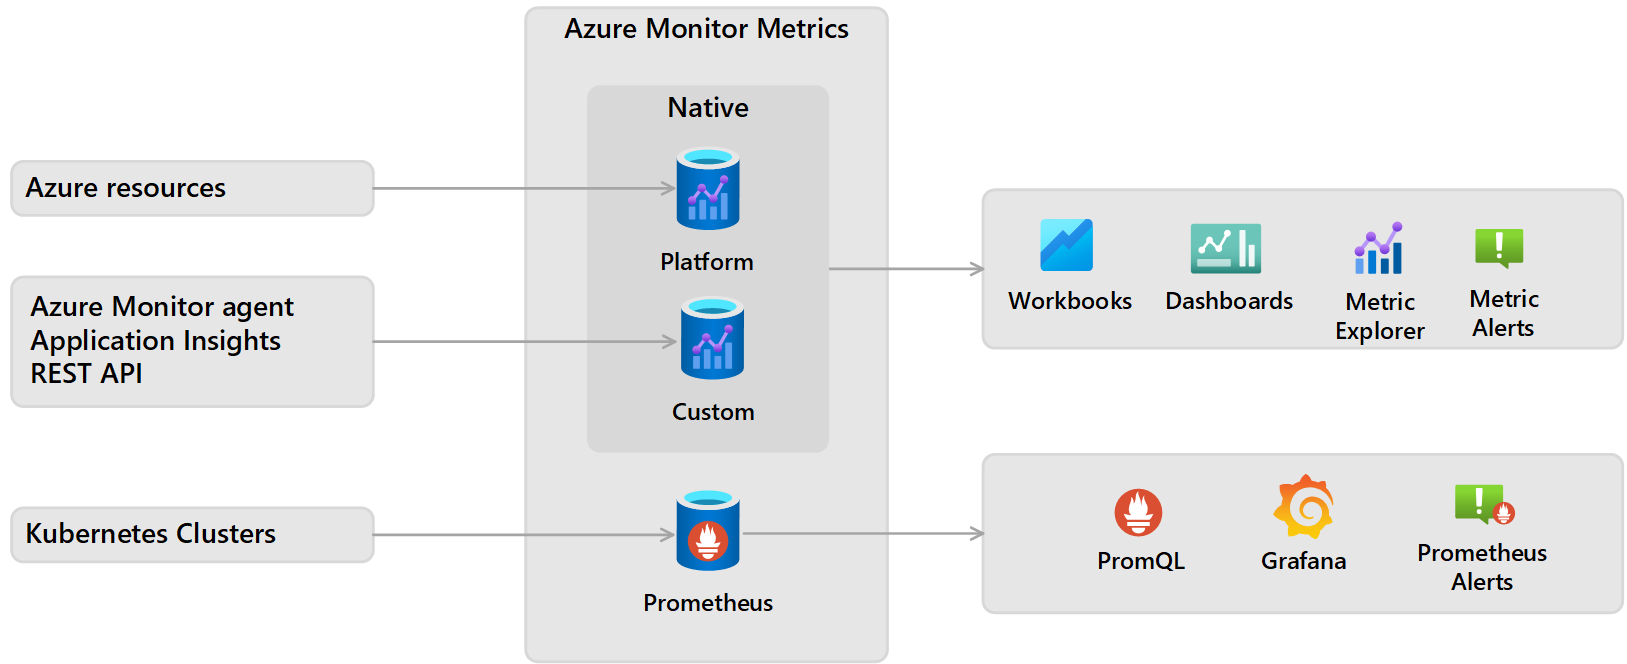 Azure Monitor Metrics
Native
Azure resources
Platform
Azure Monitor agent
Application Insights
REST API
Custom
Kubernetes Clusters
Prometheus
Workbooks
Dashboards
Metric
Explorer
Metric
Alerts
PromQL
Grafana
Prometheus
Alerts